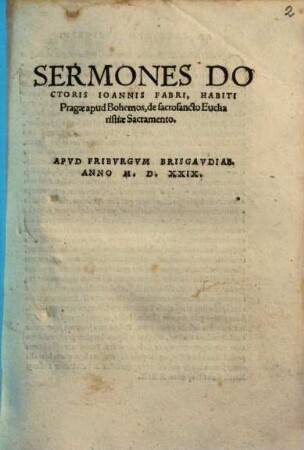 2
SERMONES DO
CTORIS IOANNIS FABRI, HABITI
Pragæ apud Bohemos, de sacrosancto Eucha
ristiæ Sacramento.
APVD FRIBVRGVM BRISGAVDIAE.
ANNO M. D. XXIX.